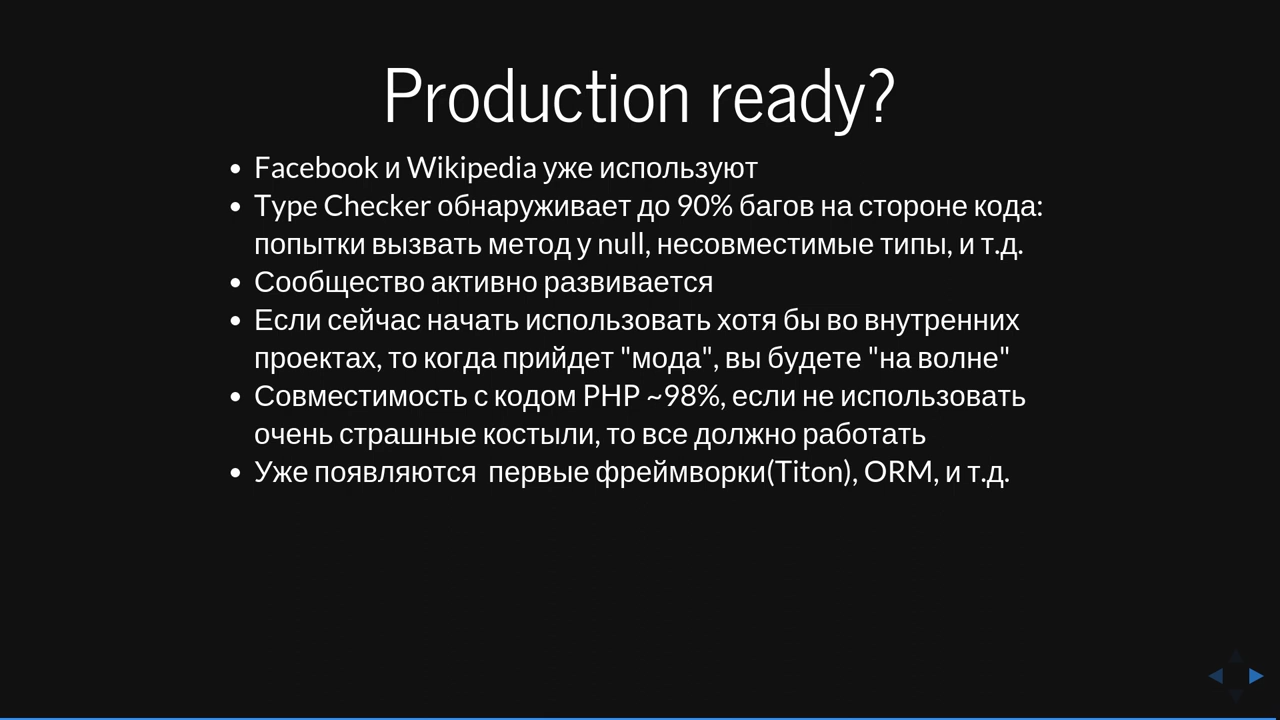 Production ready?
Facebook и Wikipedia уже используют
Type Checker обнаруживает до 90% багов на стороне кода:
попытки вызвать метод у null, несовместимые типы, и т.д.
Сообщество активно развивается
Если сейчас начать использовать хотя бы во внутренних
проектах, то когда прийдет "мода", вы будете "на волне"
Совместимость с кодом PHP ~98%, если не использовать
очень страшные костыли, то все должно работать
Уже появляются  первые фреймворки(Titon), ORM, и т.д.